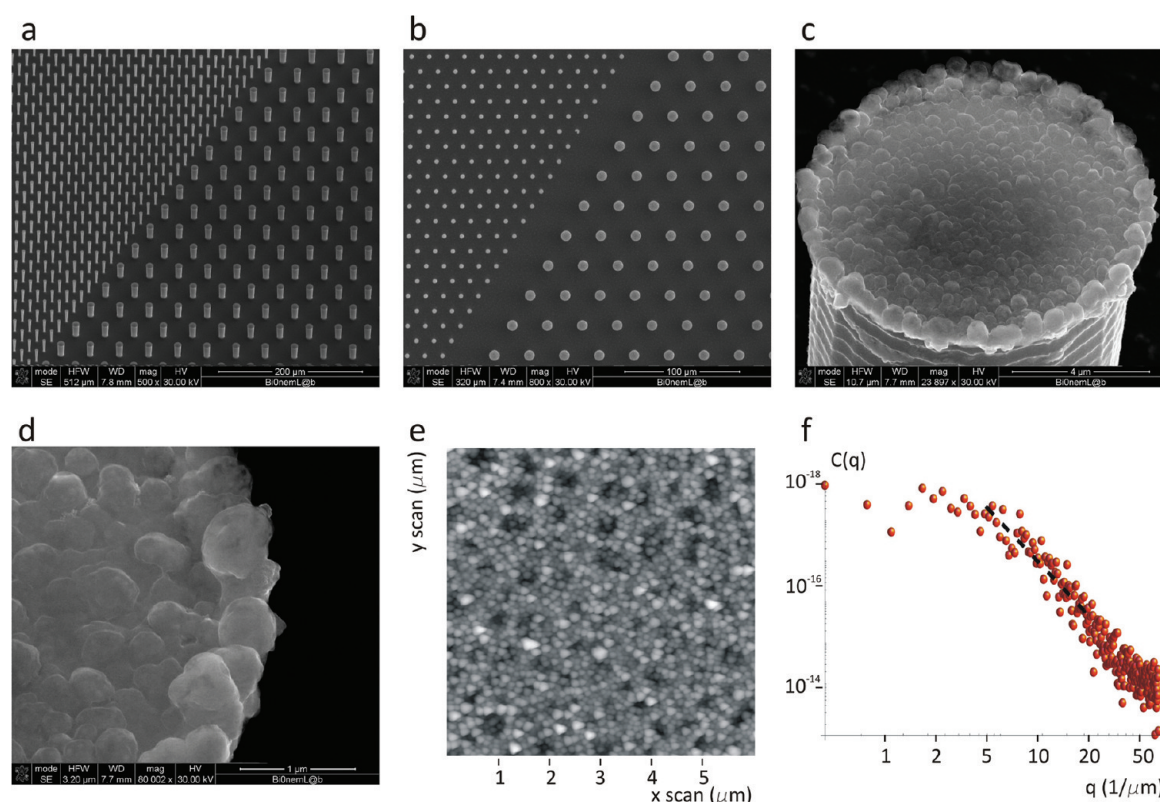 a
b
c
mode HFW WD mag HV 200 µm
SE 512 µm 7.8 mm 500 x 30.00 kV Bi0nemL@b
mode HFW WD mag HV 100 µm
SE 320 µm 7.4 mm 800 x 30.00 kV Bi0nemL@b
mode HFW WD mag HV 4 µm
SE 10.7 µm 7.7 mm 23 897 x 30.00 kV Bi0nemL@b
d
e
f
mode HFW WD mag HV 1 µm
SE 3.20 µm 7.7 mm 80 002 x 30.00 kV Bi0nemL@b
y scan (µm)
1 2 3 4 5
x scan (µm)
C(q)
10-18
10-16
10-14
1 2 5 10 20 50
q (1/µm)